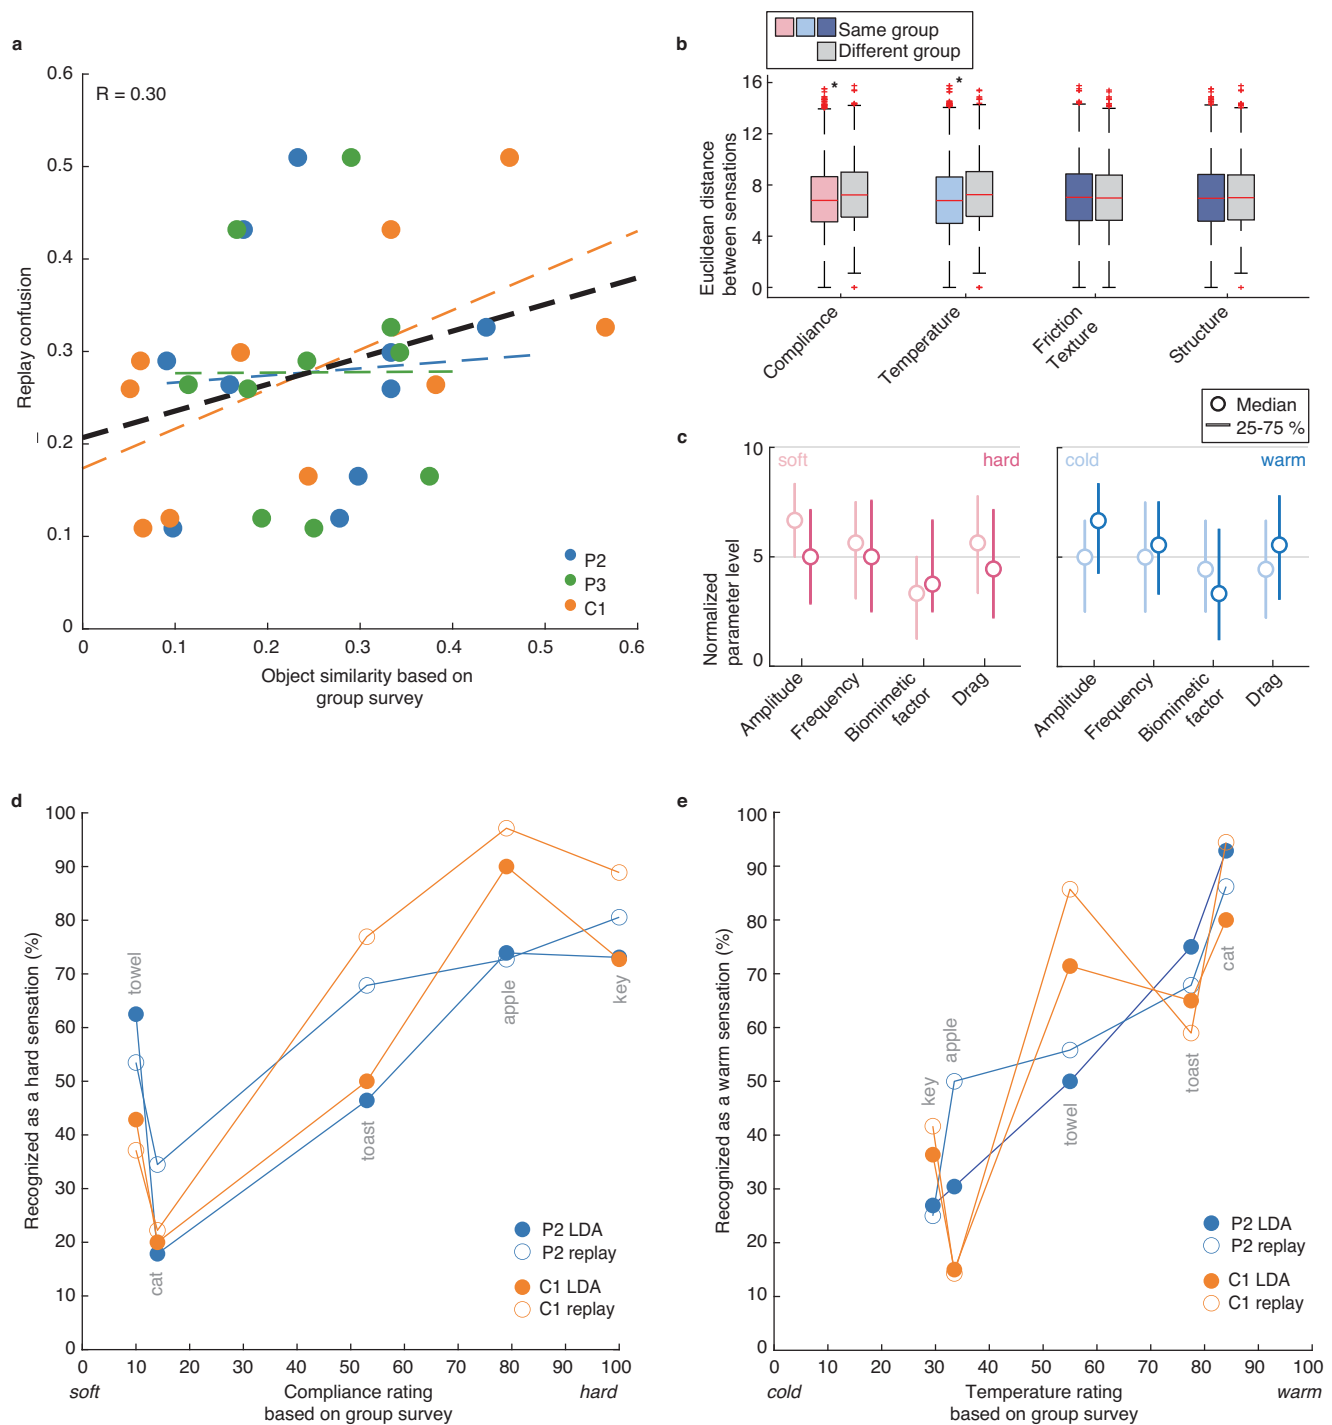 a
R = 0.30
0.6
0.5
0.4
0.3
0.2
0.1
0
Replay confusion
0
0.1
0.2
0.3
0.4
0.5
0.6
Object similarity based on
group survey
P2
P3
C1
b
Same group
Different group
16
12
8
4
0
Euclidean distance
between sensations
*
*
Compliance
Temperature
Friction
Texture
Structure
c
Median
25-75 %
10
5
0
Normalized
parameter level
soft
hard
cold
warm
Amplitude
Frequency
Biomimetic
factor
Drag
Amplitude
Frequency
Biomimetic
factor
Drag
d
100
90
80
70
60
50
40
30
20
10
0
Recognized as a hard sensation (%)
towel
cat
toast
apple
key
P2 LDA
P2 replay
C1 LDA
C1 replay
0
10
20
30
40
50
60
70
80
90
100
soft
Compliance rating
based on group survey
hard
e
100
90
80
70
60
50
40
30
20
10
0
Recognized as a warm sensation (%)
key
apple
towel
toast
cat
P2 LDA
P2 replay
C1 LDA
C1 replay
0
10
20
30
40
50
60
70
80
90
100
cold
Temperature rating
based on group survey
warm